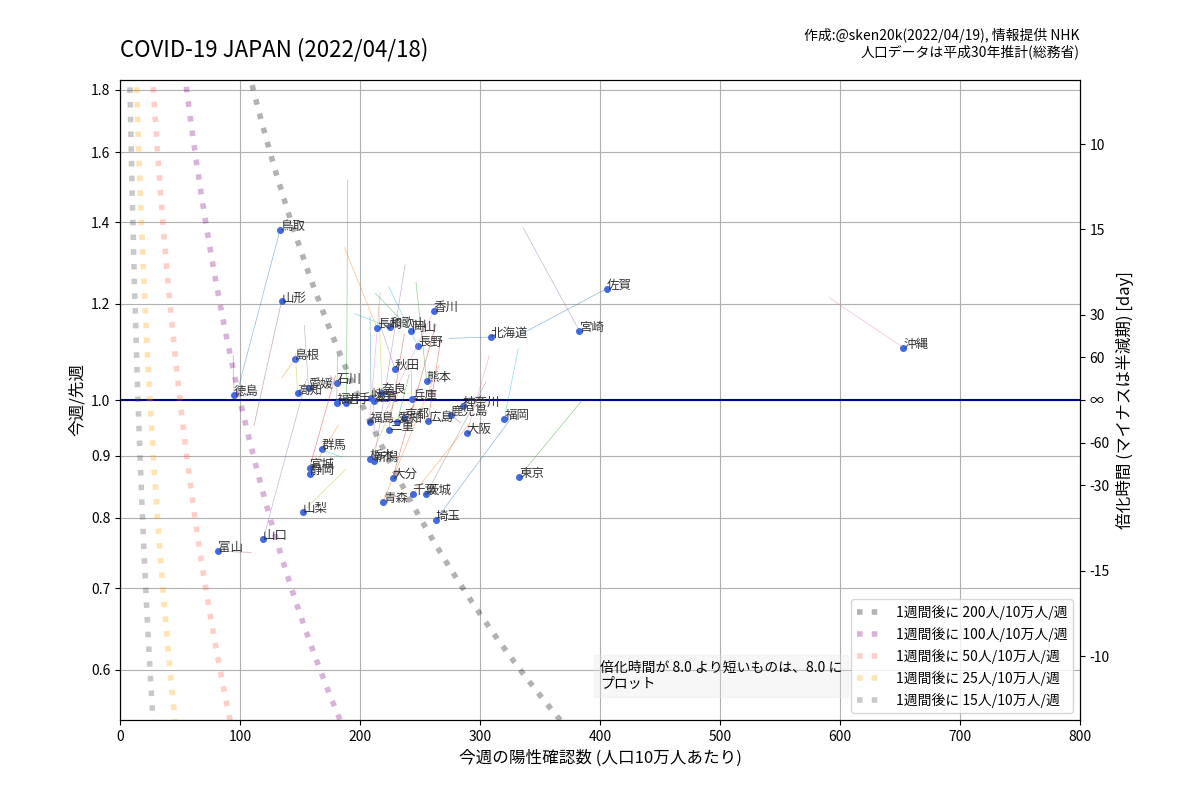 COVID-19 JAPAN (2022/04/18)
作成:@sken20k(2022/04/19), 情報提供 NHK
人口データは平成30年推計(総務省)
今週/先週
1.8
1.6
1.4
1.2
1.0
0.9
0.8
0.7
0.6
10
15
30
60
∞
-60
-30
-15
-10
倍化時間 (マイナスは半減期) [day]
鳥取
山形
佐賀
香川
長崎
和歌山
岡山
宮崎
北海道
長野
沖縄
島根
秋田
石川
愛媛
高知
徳島
奈良
熊本
兵庫
神奈川
鹿児島
福岡
福島
愛知
京都
広島
三重
大阪
群馬
宮城
静岡
栃木
新潟
大分
東京
千葉
茨城
青森
山梨
埼玉
山口
富山
倍化時間が 8.0 より短いものは、8.0 に
プロット
1週間後に 200人/10万人/週
1週間後に 100人/10万人/週
1週間後に 50人/10万人/週
1週間後に 25人/10万人/週
1週間後に 15人/10万人/週
0 100 200 300 400 500 600 700 800
今週の陽性確認数 (人口10万人あたり)